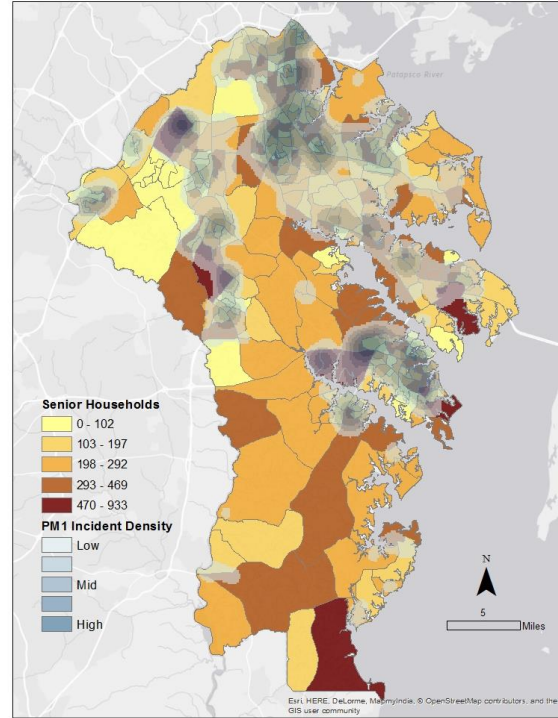 Patapsco River
Senior Households
0 - 102
103 - 197
198 - 292
293 - 469
470 - 933
PM1 Incident Density
Low
Mid
High
N
5
Miles
Esri, HERE, DeLorme, MapmyIndia, © OpenStreetMap contributors, and the
GIS user community